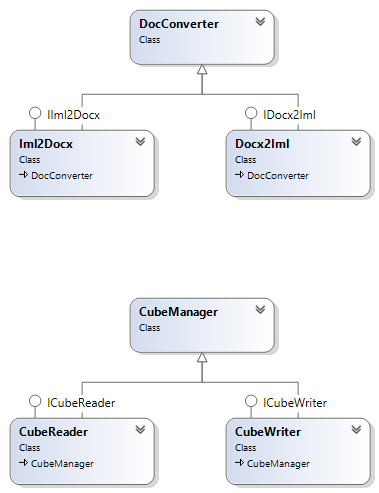 DocConverter
Class
IIml2Docx
IDocx2Iml
Iml2Docx
Class
DocConverter
Docx2Iml
Class
DocConverter
CubeManager
Class
ICubeReader
ICubeWriter
CubeReader
Class
CubeManager
CubeWriter
Class
CubeManager